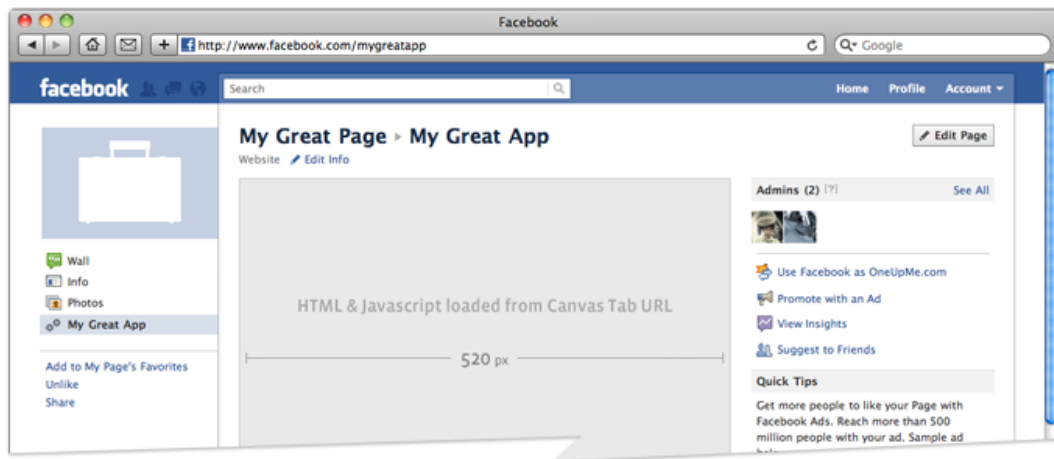 Facebook
http://www.facebook.com/mygreatapp
Google
facebook
Search
Home Profile Account
My Great Page ▸ My Great App
Edit Page
Website Edit Info
Admins (2) [?] See All
Wall
Info
Photos
My Great App
Add to My Page's Favorites
Unlike
Share
HTML & Javascript loaded from Canvas Tab URL
520 px
Use Facebook as OneUpMe.com
Promote with an Ad
View Insights
Suggest to Friends
Quick Tips
Get more people to like your Page with
Facebook Ads. Reach more than 500
million people with your ad. Sample ad